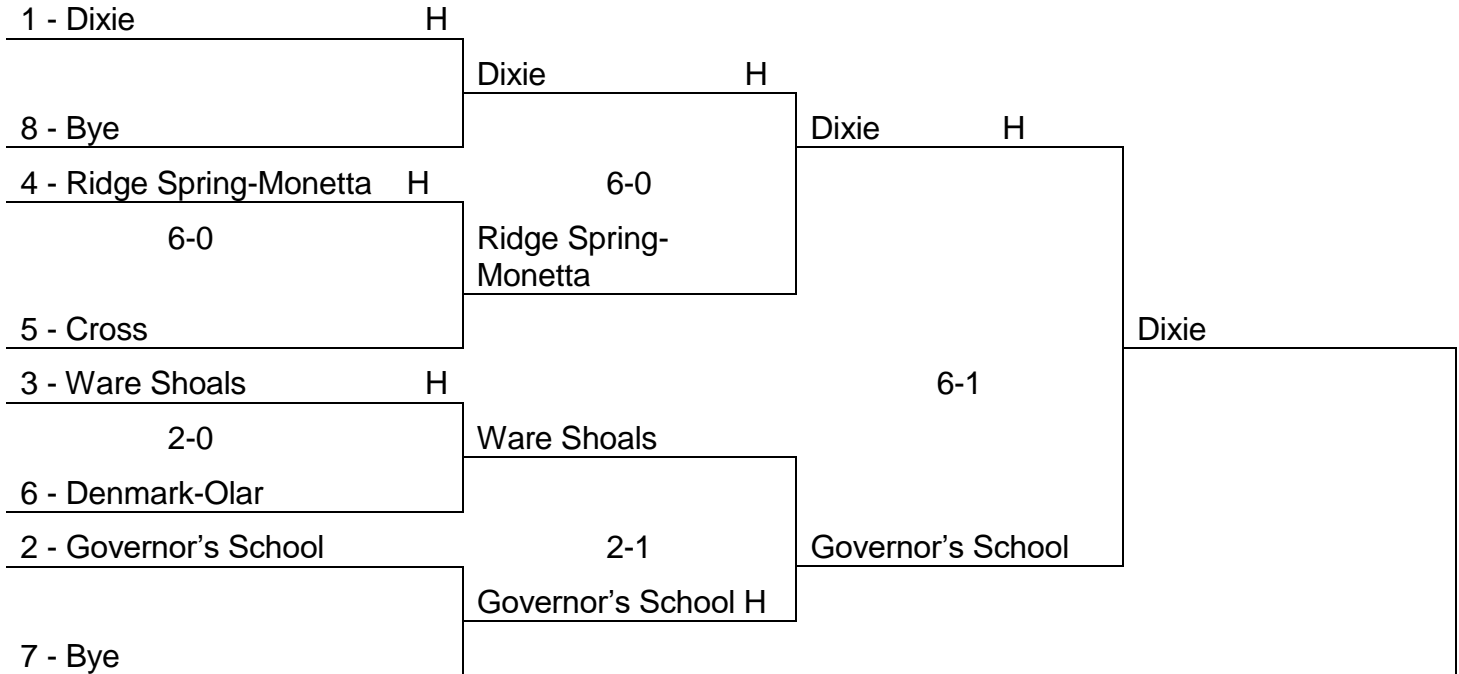 1 - Dixie H
Dixie H
8 - Bye
Dixie H
4 - Ridge Spring-Monetta H
6-0
6-0
Ridge Spring-
Monetta
5 - Cross
Dixie
3 - Ware Shoals H
6-1
2-0
Ware Shoals
6 - Denmark-Olar
2 - Governor’s School
2-1
Governor’s School
Governor’s School H
7 - Bye